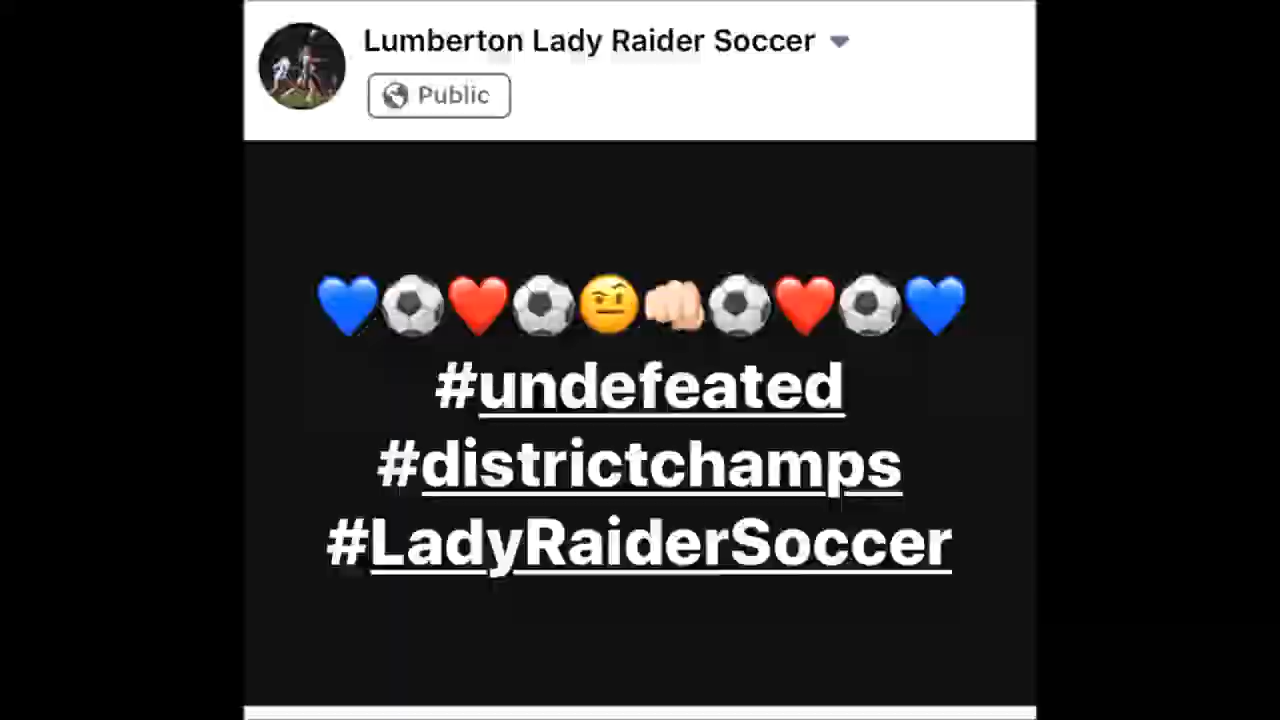 Lumberton Lady Raider Soccer
Public
💙⚽❤️⚽🤨👊🏻⚽❤️⚽💙
#undefeated
#districtchamps
#LadyRaiderSoccer